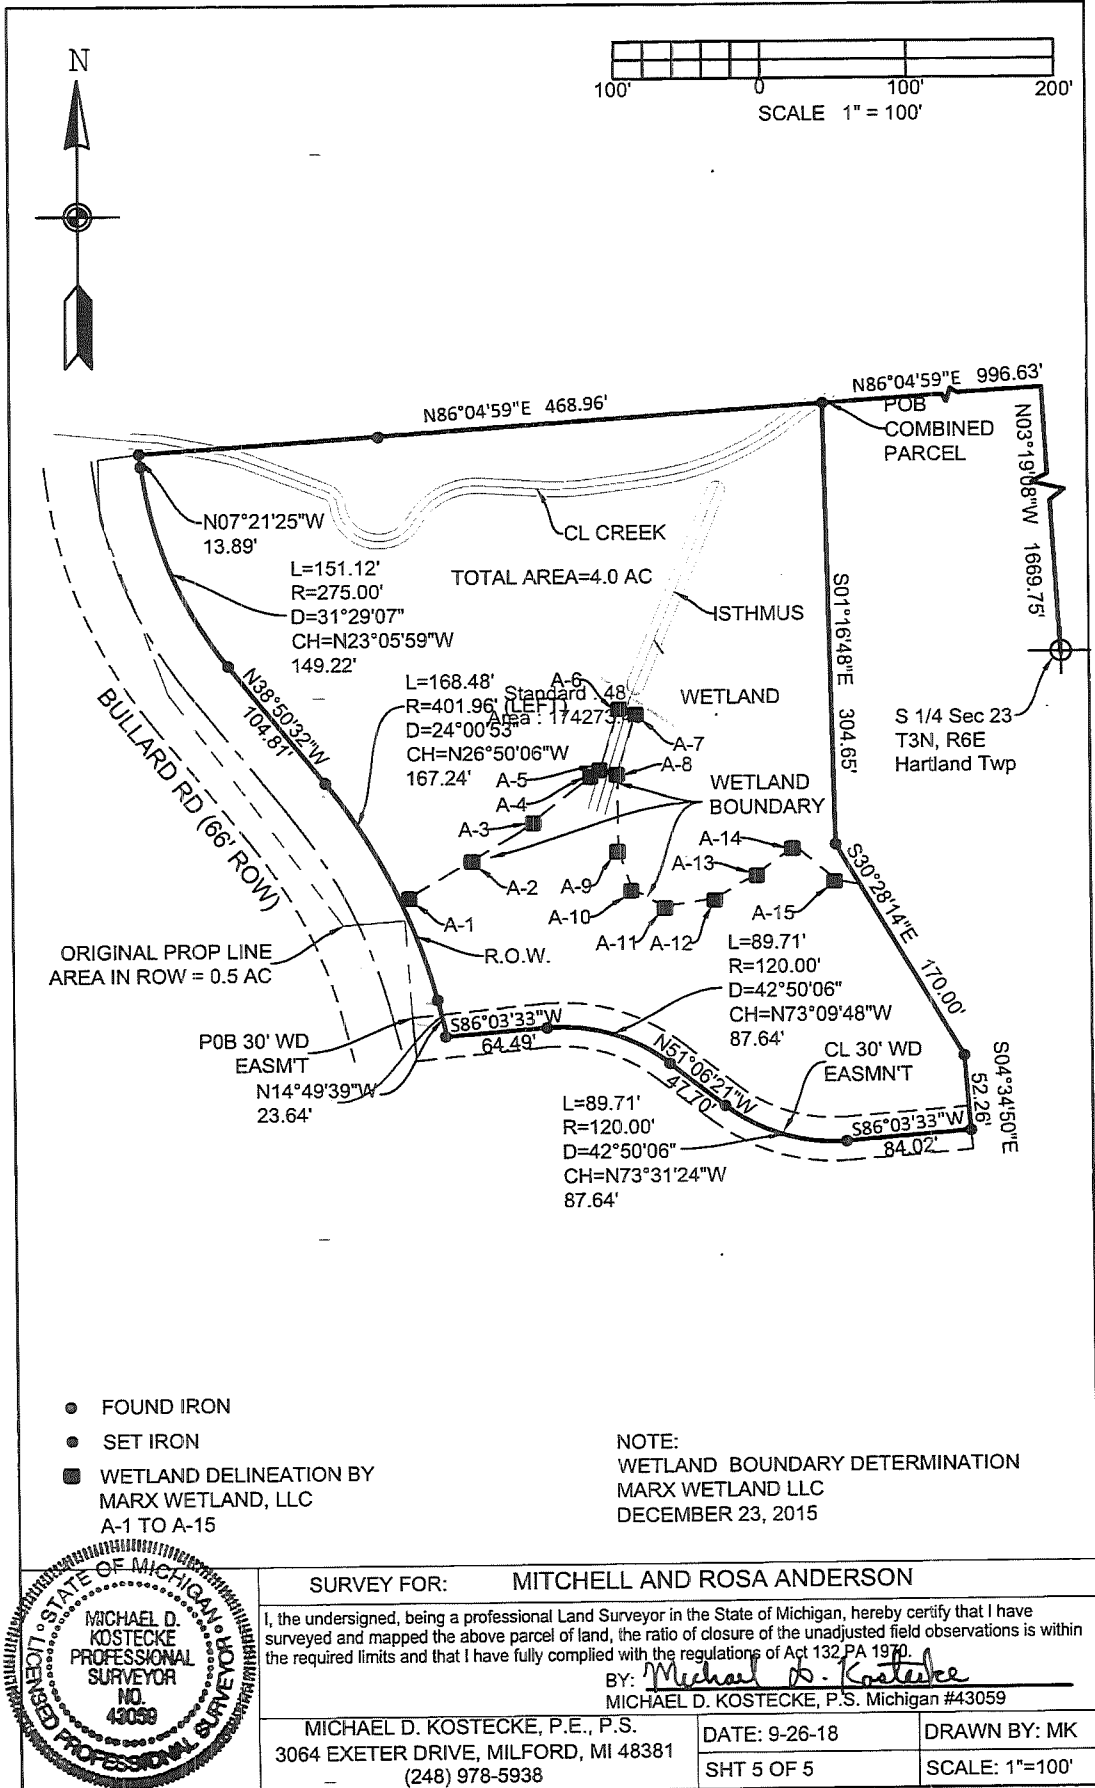 N
100'
0
100'
200'
SCALE 1" = 100'
N86°04'59"E 996.63'
N86°04'59"E 468.96'
POB
COMBINED
PARCEL
N03°19'08"W 1669.75'
N07°21'25"W
13.89'
CL CREEK
L=151.12'
R=275.00'
D=31°29'07"
CH=N23°05'59"W
149.22'
TOTAL AREA=4.0 AC
ISTHMUS
S01°16'48"E 304.65'
N38°50'32"W
104.81'
L=168.48'
R=401.96' (LEFT)
D=24°00'53"
CH=N26°50'06"W
167.24'
Standard : 48'
Area : 174273.
A-6
WETLAND
A-7
S 1/4 Sec 23
T3N, R6E
Hartland Twp
BULLARD RD (66' ROW)
A-5
A-8
A-4
WETLAND
BOUNDARY
A-3
A-14
A-13
A-2
A-9
A-1
A-10
A-15
A-11
A-12
S30°28'14"E
170.00'
ORIGINAL PROP LINE
AREA IN ROW = 0.5 AC
R.O.W.
L=89.71'
R=120.00'
D=42°50'06"
CH=N73°09'48"W
87.64'
P0B 30' WD
EASM'T
S86°03'33"W
64.49'
N14°49'39"W
23.64'
N51°06'21"W
47.70'
CL 30' WD
EASMN'T
S04°34'50"E
52.26'
L=89.71'
R=120.00'
D=42°50'06"
CH=N73°31'24"W
87.64'
S86°03'33"W
84.02'
FOUND IRON
SET IRON
WETLAND DELINEATION BY
MARX WETLAND, LLC
A-1 TO A-15
NOTE:
WETLAND BOUNDARY DETERMINATION
MARX WETLAND LLC
DECEMBER 23, 2015
STATE OF MICHIGAN
MICHAEL D.
KOSTECKE
PROFESSIONAL
SURVEYOR
NO.
43059
LICENSED PROFESSIONAL SURVEYOR
SURVEY FOR: MITCHELL AND ROSA ANDERSON
I, the undersigned, being a professional Land Surveyor in the State of Michigan, hereby certify that I have
surveyed and mapped the above parcel of land, the ratio of closure of the unadjusted field observations is within
the required limits and that I have fully complied with the regulations of Act 132 PA 1970.
BY: Michael D. Kostecke
MICHAEL D. KOSTECKE, P.S. Michigan #43059
MICHAEL D. KOSTECKE, P.E., P.S.
3064 EXETER DRIVE, MILFORD, MI 48381
(248) 978-5938
DATE: 9-26-18
DRAWN BY: MK
SHT 5 OF 5
SCALE: 1"=100'